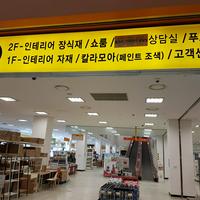 2F-인테리어 장식재 / 쇼룸 / 상담실 / 푸
1F-인테리어 자재 / 칼라모아(페인트 조색) / 고객센